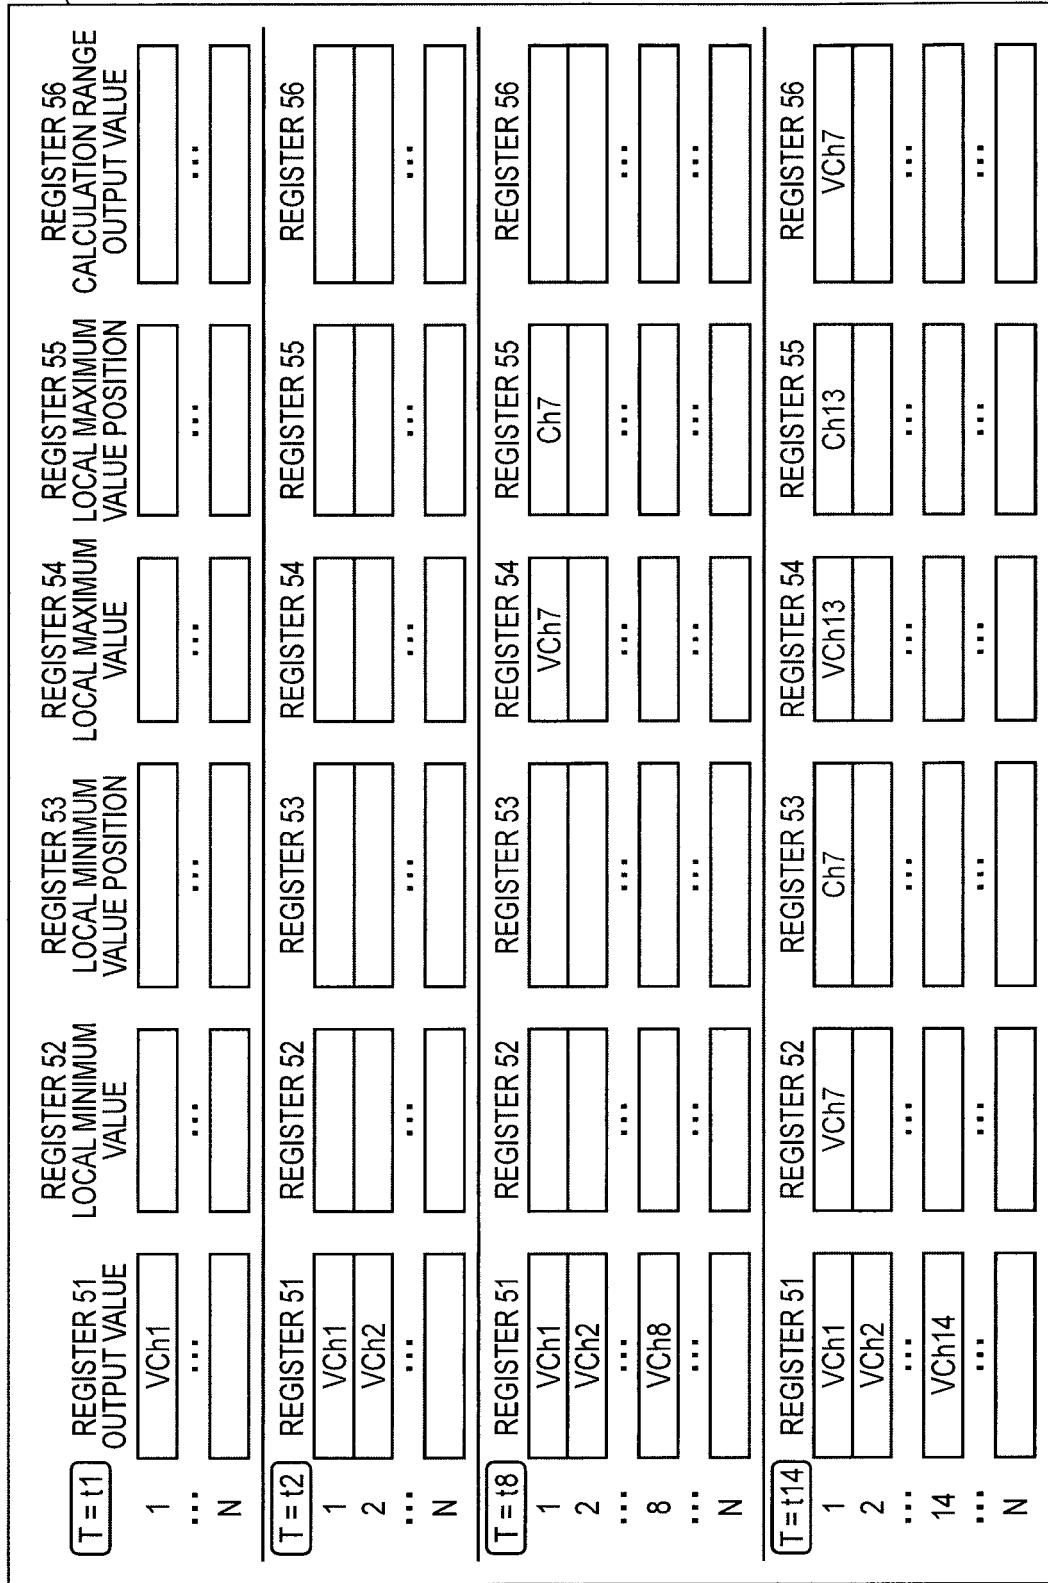 T = t1
REGISTER 51
OUTPUT VALUE
REGISTER 52
LOCAL MINIMUM
VALUE
REGISTER 53
LOCAL MINIMUM
VALUE POSITION
REGISTER 54
LOCAL MAXIMUM
VALUE
REGISTER 55
LOCAL MAXIMUM
VALUE POSITION
REGISTER 56
CALCULATION RANGE
OUTPUT VALUE
1 VCh1
... ... ... ... ... ... ...
N
T = t2
REGISTER 51 REGISTER 52 REGISTER 53 REGISTER 54 REGISTER 55 REGISTER 56
1 VCh1
2 VCh2
... ... ... ... ... ... ...
N
T = t8
REGISTER 51 REGISTER 52 REGISTER 53 REGISTER 54 REGISTER 55 REGISTER 56
1 VCh1 VCh7 Ch7
2 VCh2
... ... ... ... ... ... ...
8 VCh8
... ... ... ... ... ...
N
T = t14
REGISTER 51 REGISTER 52 REGISTER 53 REGISTER 54 REGISTER 55 REGISTER 56
1 VCh1 VCh7 Ch7 VCh13 Ch13 VCh7
2 VCh2
... ... ... ... ... ... ...
14 VCh14
... ... ... ... ... ... ...
N